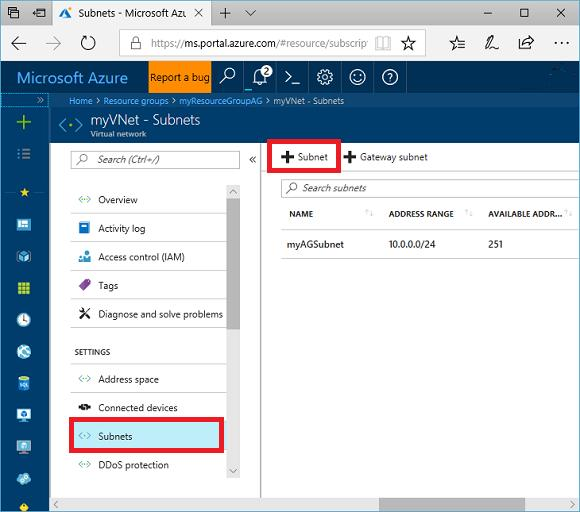 Subnets - Microsoft Azure
https://ms.portal.azure.com/#resource/subscript
Microsoft Azure
Report a bug
2
Home > Resource groups > myResourceGroupAG > myVNet - Subnets
myVNet - Subnets
Virtual network
Search (Ctrl+/)
Overview
Activity log
Access control (IAM)
Tags
Diagnose and solve problems
SETTINGS
Address space
Connected devices
Subnets
DDoS protection
Subnet
Gateway subnet
Search subnets
NAME ADDRESS RANGE AVAILABLE ADDR...
myAGSubnet 10.0.0.0/24 251